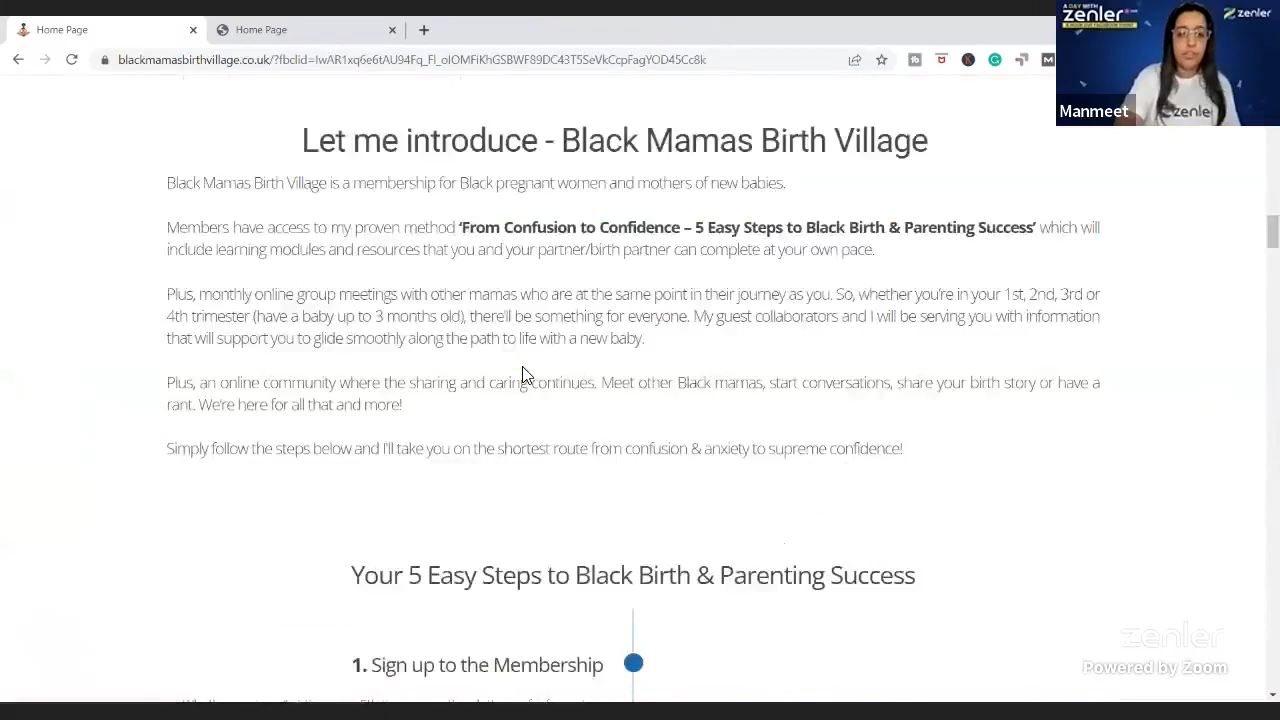 Home Page
Home Page
blackmamasbirthvillage.co.uk/?fbclid=
A DAY WITH
zenler
zenler
zenler
Manmeet
Let me introduce - Black Mamas Birth Village
Black Mamas Birth Village is a membership for Black pregnant women and mothers of new babies.
Members have access to my proven method ‘From Confusion to Confidence – 5 Easy Steps to Black Birth & Parenting Success’ which will
include learning modules and resources that you and your partner/birth partner can complete at your own pace.
Plus, monthly online group meetings with other mamas who are at the same point in their journey as you. So, whether you’re in your 1st, 2nd, 3rd or
4th trimester (have a baby up to 3 months old), there’ll be something for everyone. My guest collaborators and I will be serving you with information
that will support you to glide smoothly along the path to life with a new baby.
Plus, an online community where the sharing and caring continues. Meet other Black mamas, start conversations, share your birth story or have a
rant. We’re here for all that and more!
Simply follow the steps below and I’ll take you on the shortest route from confusion & anxiety to supreme confidence!
Your 5 Easy Steps to Black Birth & Parenting Success
1. Sign up to the Membership
zenler
Powered by Zoom